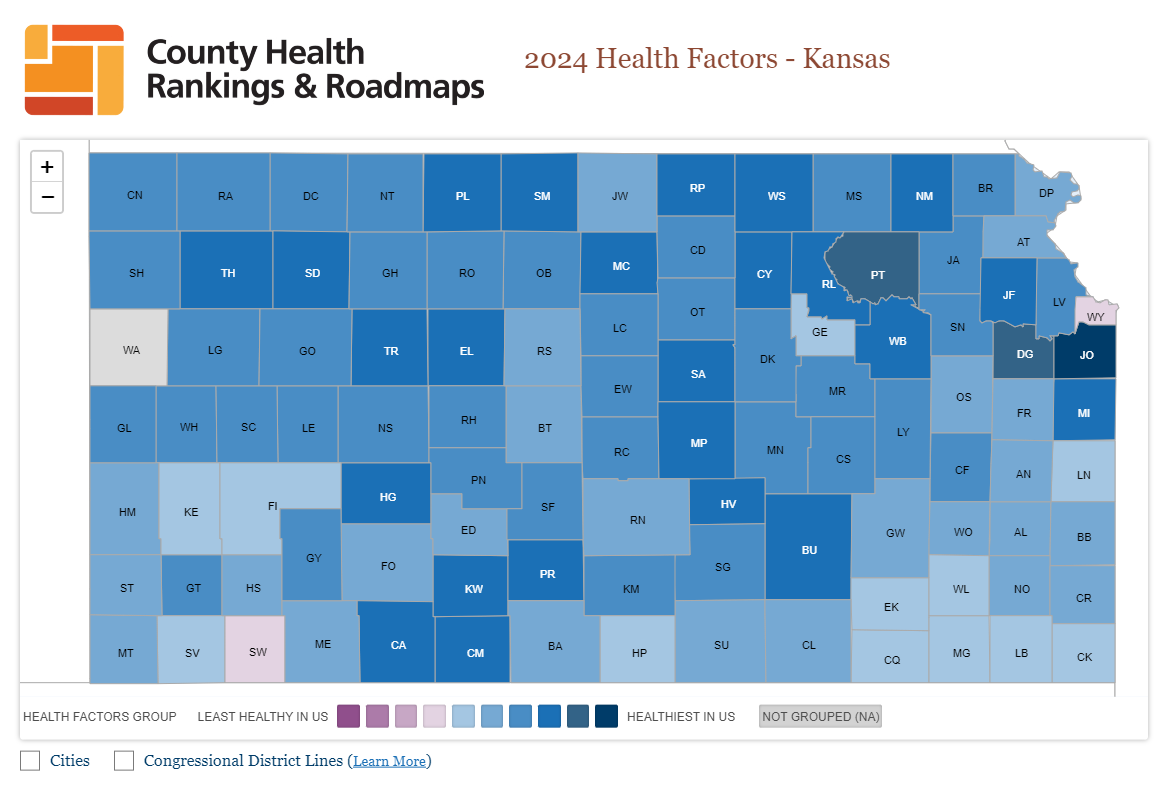 County Health
Rankings & Roadmaps
2024 Health Factors - Kansas
+
−
CN RA DC NT PL SM JW RP WS MS NM BR DP
SH TH SD GH RO OB MC CD CY RL PT JA AT
WA LG GO TR EL RS LC OT DK GE WB SN JF LV WY
DG JO
GL WH SC LE NS RH BT EW SA MR LY OS FR MI
RC MP MN CS CF AN LN
HM KE FI HG PN ED SF RN HV BU GW WO AL BB
ST GT HS GY FO KW PR KM SG EK WL NO CR
MT SV SW ME CA CM BA HP SU CL CQ MG LB CK
HEALTH FACTORS GROUP LEAST HEALTHY IN US HEALTHIEST IN US NOT GROUPED (NA)
Cities Congressional District Lines (Learn More)